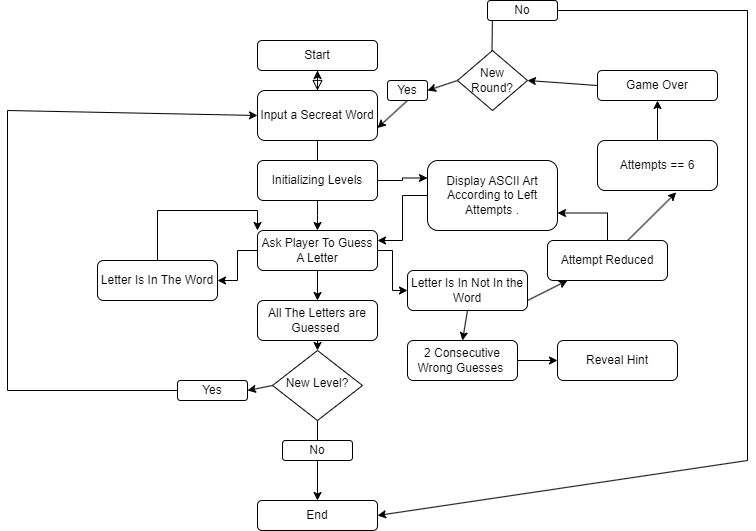 No
Start
New
Round?
Yes
Game Over
Input a Secreat Word
Attempts == 6
Initializing Levels
Display ASCII Art
According to Left
Attempts .
Ask Player To Guess
A Letter
Attempt Reduced
Letter Is In The Word
Letter Is In Not In the
Word
All The Letters are
Guessed
2 Consecutive
Wrong Guesses
Reveal Hint
New Level?
Yes
No
End